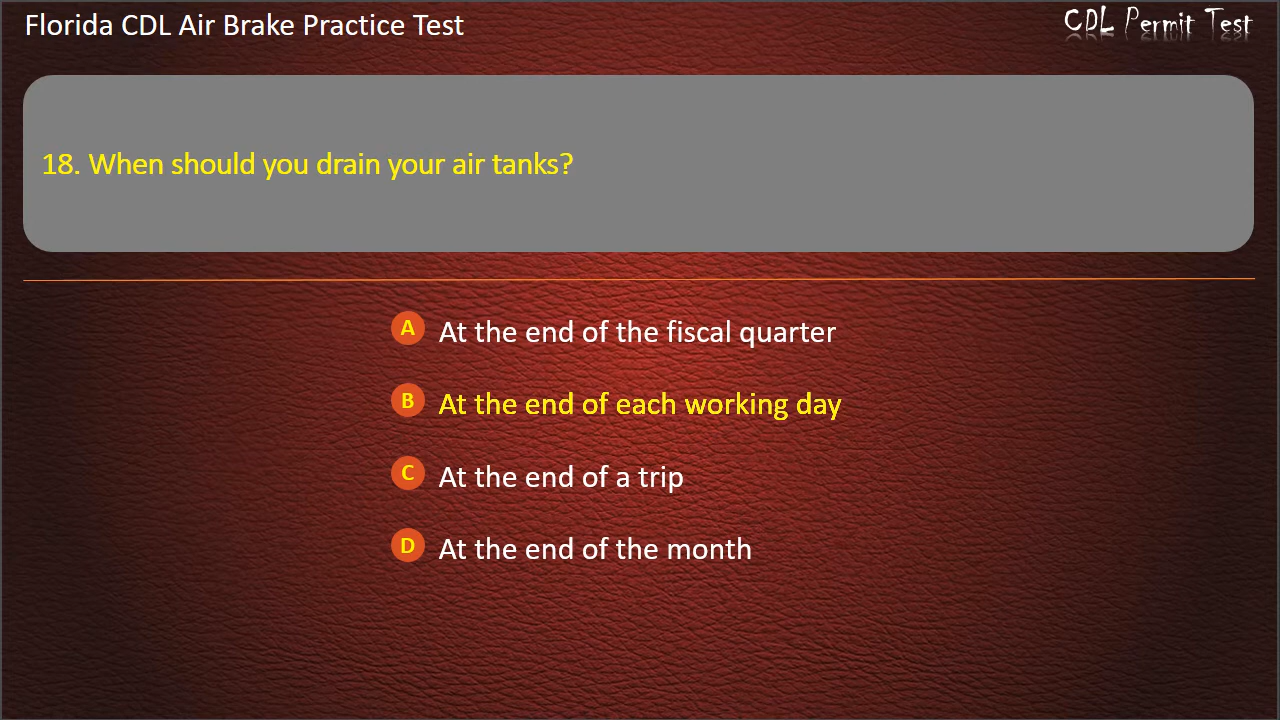 Florida CDL Air Brake Practice Test
CDL Permit Test
18. When should you drain your air tanks?
A At the end of the fiscal quarter
B At the end of each working day
C At the end of a trip
D At the end of the month